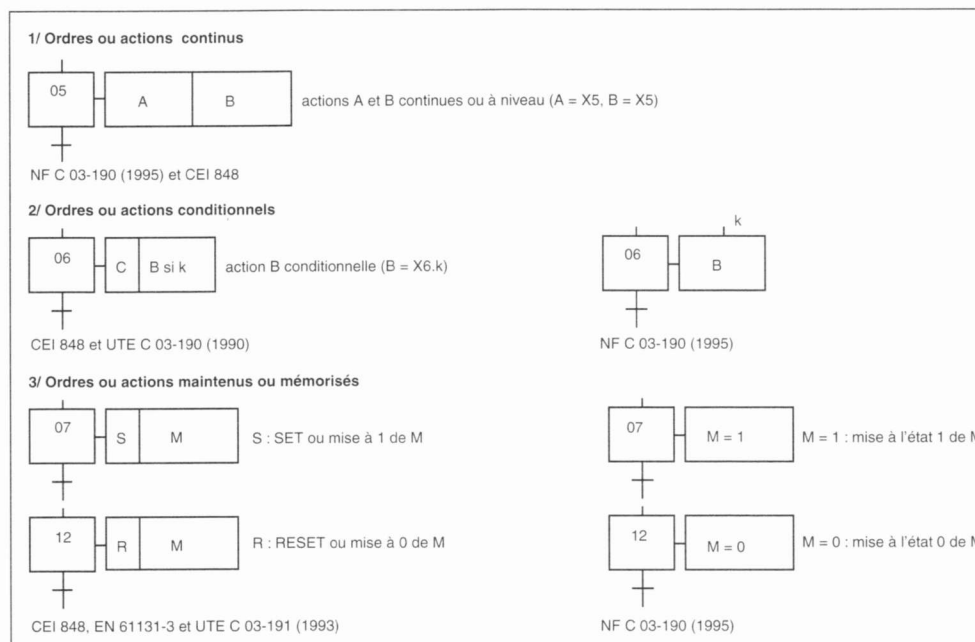 1/ Ordres ou actions continus
05 A B actions A et B continues ou à niveau (A = X5, B = X5)
NF C 03-190 (1995) et CEI 848
2/ Ordres ou actions conditionnels
k
06 C B si k action B conditionnelle (B = X6.k) 06 B
CEI 848 et UTE C 03-190 (1990) NF C 03-190 (1995)
3/ Ordres ou actions maintenus ou mémorisés
07 S M S : SET ou mise à 1 de M 07 M = 1 M = 1 : mise à l'état 1 de M
12 R M R : RESET ou mise à 0 de M 12 M = 0 M = 0 : mise à l'état 0 de M
CEI 848, EN 61131-3 et UTE C 03-191 (1993) NF C 03-190 (1995)